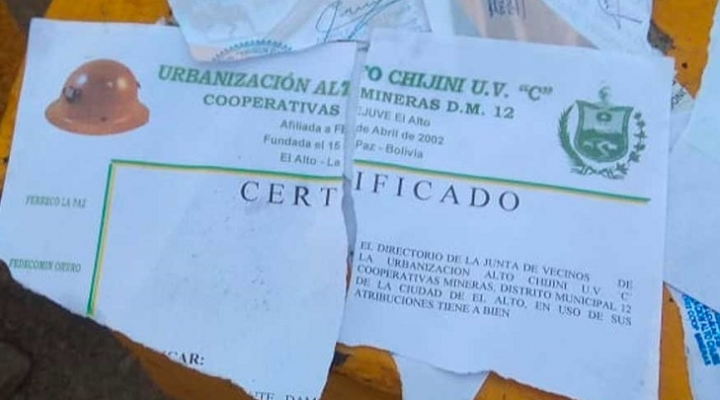 URBANIZACIÓN ALTO CHIJINI U.V. "C"
COOPERATIVAS MINERAS D.M. 12
Afiliada a FEJUVE El Alto
Fundada el 15 de Abril de 2002
El Alto - La Paz - Bolivia
CERTIFICADO
FERRECO LA PAZ
FEDECOMIN ORURO
EL DIRECTORIO DE LA JUNTA DE VECINOS DE
LA URBANIZACION ALTO CHIJINI U.V. 'C'
COOPERATIVAS MINERAS, DISTRITO MUNICIPAL 12
DE LA CIUDAD DE EL ALTO, EN USO DE SUS
ATRIBUCIONES TIENE A BIEN
CAR:
NTE DAM